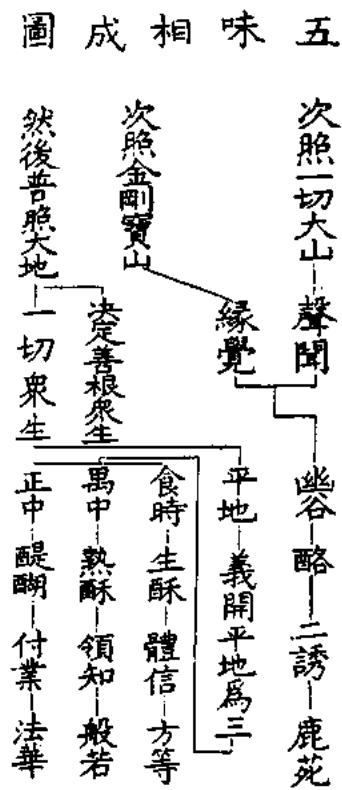 五味相成圖
次照一切大山
聲聞
幽谷
酪
二誘
鹿苑
次照金剛寶山
緣覺
平地
義開平地為三
食時
生酥
體信
方等
決定善根衆生
禺中
熟酥
領知
般若
然後普照大地
一切衆生
正中
醍醐
付業
法華